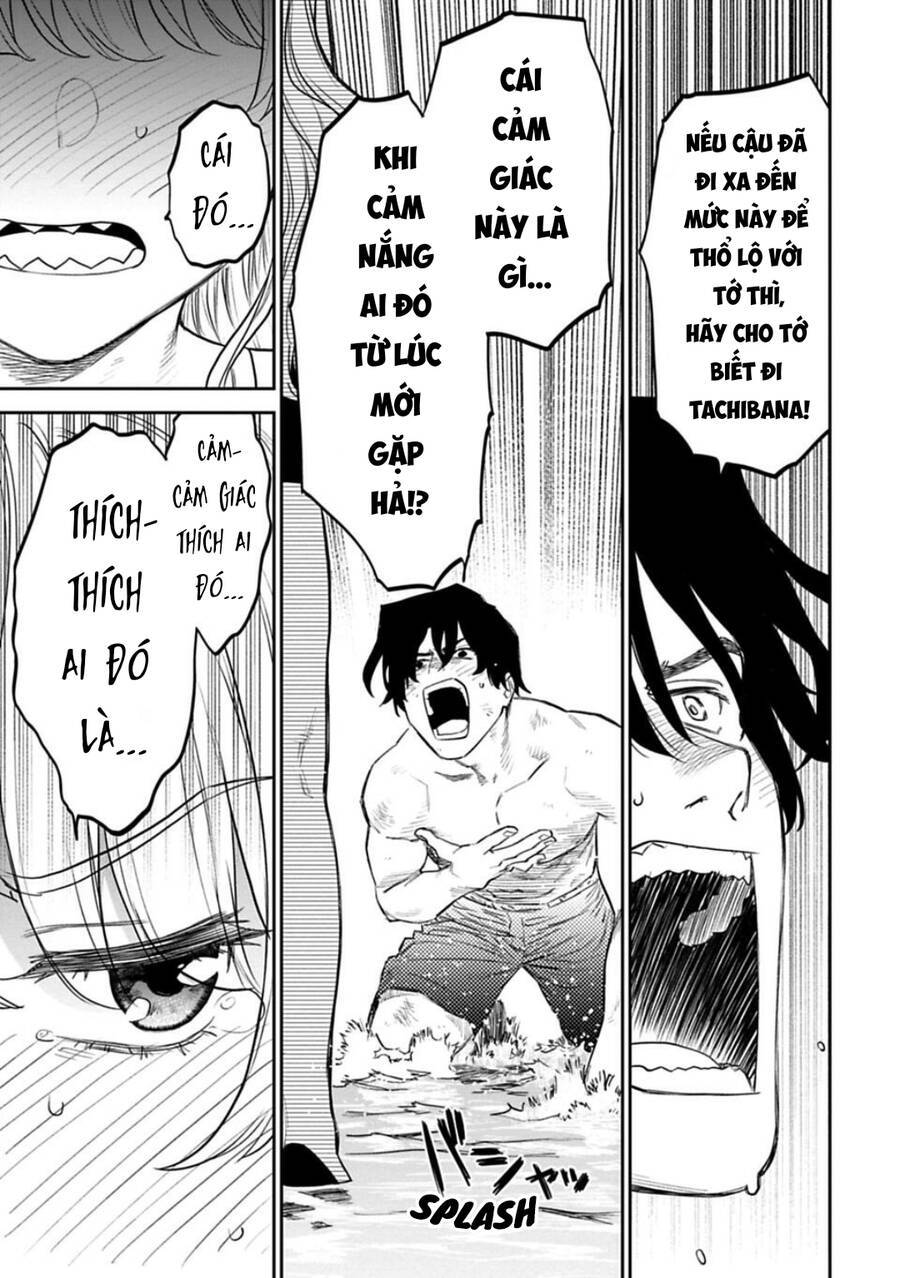 NẾU CẬU ĐÃ
ĐI XA ĐẾN
MỨC NÀY ĐỂ
THỔ LỘ VỚI
TỚ THÌ,
HÃY CHO TỚ
BIẾT ĐI
TACHIBANA!
CÁI
CẢM
GIÁC
NÀY LÀ
GÌ...
KHI
CẢM
NẮNG
AI ĐÓ
TỪ LÚC
MỚI
GẶP
HẢ!?
バシャッ
SPLASH
CÁI
ĐÓ...
CẢM-
CẢM GIÁC
THÍCH AI
ĐÓ...
THÍCH-
THÍCH
AI ĐÓ
LÀ...